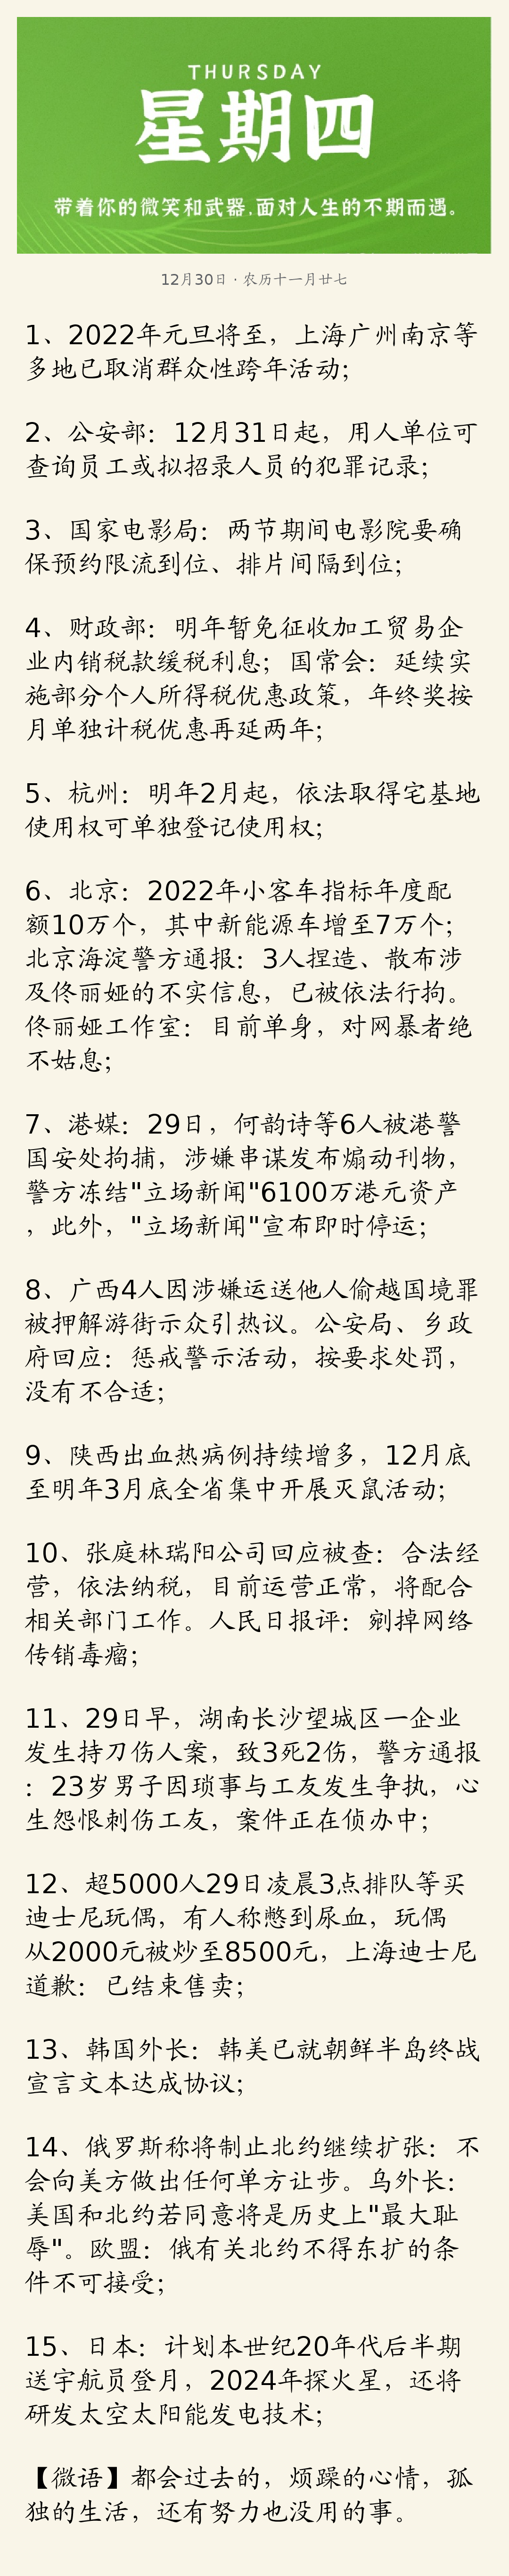 THURSDAY
星期四
带着你的微笑和武器,面对人生的不期而遇。
12月30日·农历十一月廿七
1、2022年元旦将至，上海广州南京等
多地已取消群众性跨年活动；
2、公安部：12月31日起，用人单位可
查询员工或拟招录人员的犯罪记录；
3、国家电影局：两节期间电影院要确
保预约限流到位、排片间隔到位；
4、财政部：明年暂免征收加工贸易企
业内销税款缓税利息；国常会：延续实
施部分个人所得税优惠政策，年终奖按
月单独计税优惠再延两年；
5、杭州：明年2月起，依法取得宅基地
使用权可单独登记使用权；
6、北京：2022年小客车指标年度配
额10万个，其中新能源车增至7万个；
北京海淀警方通报：3人捏造、散布涉
及佟丽娅的不实信息，已被依法行拘。
佟丽娅工作室：目前单身，对网暴者绝
不姑息；
7、港媒：29日，何韵诗等6人被港警
国安处拘捕，涉嫌串谋发布煽动刊物，
警方冻结"立场新闻"6100万港元资产
，此外，"立场新闻"宣布即时停运；
8、广西4人因涉嫌运送他人偷越国境罪
被押解游街示众引热议。公安局、乡政
府回应：惩戒警示活动，按要求处罚，
没有不合适；
9、陕西出血热病例持续增多，12月底
至明年3月底全省集中开展灭鼠活动；
10、张庭林瑞阳公司回应被查：合法经
营，依法纳税，目前运营正常，将配合
相关部门工作。人民日报评：剜掉网络
传销毒瘤；
11、29日早，湖南长沙望城区一企业
发生持刀伤人案，致3死2伤，警方通报
：23岁男子因琐事与工友发生争执，心
生怨恨刺伤工友，案件正在侦办中；
12、超5000人29日凌晨3点排队等买
迪士尼玩偶，有人称憋到尿血，玩偶
从2000元被炒至8500元，上海迪士尼
道歉：已结束售卖；
13、韩国外长：韩美已就朝鲜半岛终战
宣言文本达成协议；
14、俄罗斯称将制止北约继续扩张：不
会向美方做出任何单方让步。乌外长：
美国和北约若同意将是历史上"最大耻
辱"。欧盟：俄有关北约不得东扩的条
件不可接受；
15、日本：计划本世纪20年代后半期
送宇航员登月，2024年探火星，还将
研发太空太阳能发电技术；
【微语】都会过去的，烦躁的心情，孤
独的生活，还有努力也没用的事。